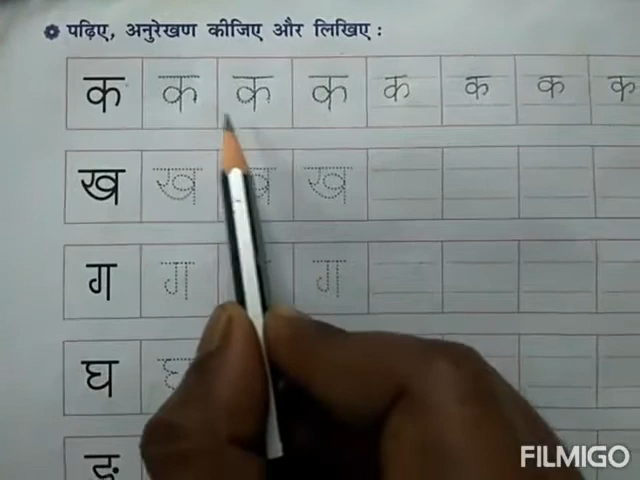 पढ़िए, अनुरेखण कीजिए और लिखिए :
क क क क क क क क
ख ख ख ख
ग ग ग
घ घ
ङ
FILMIGO